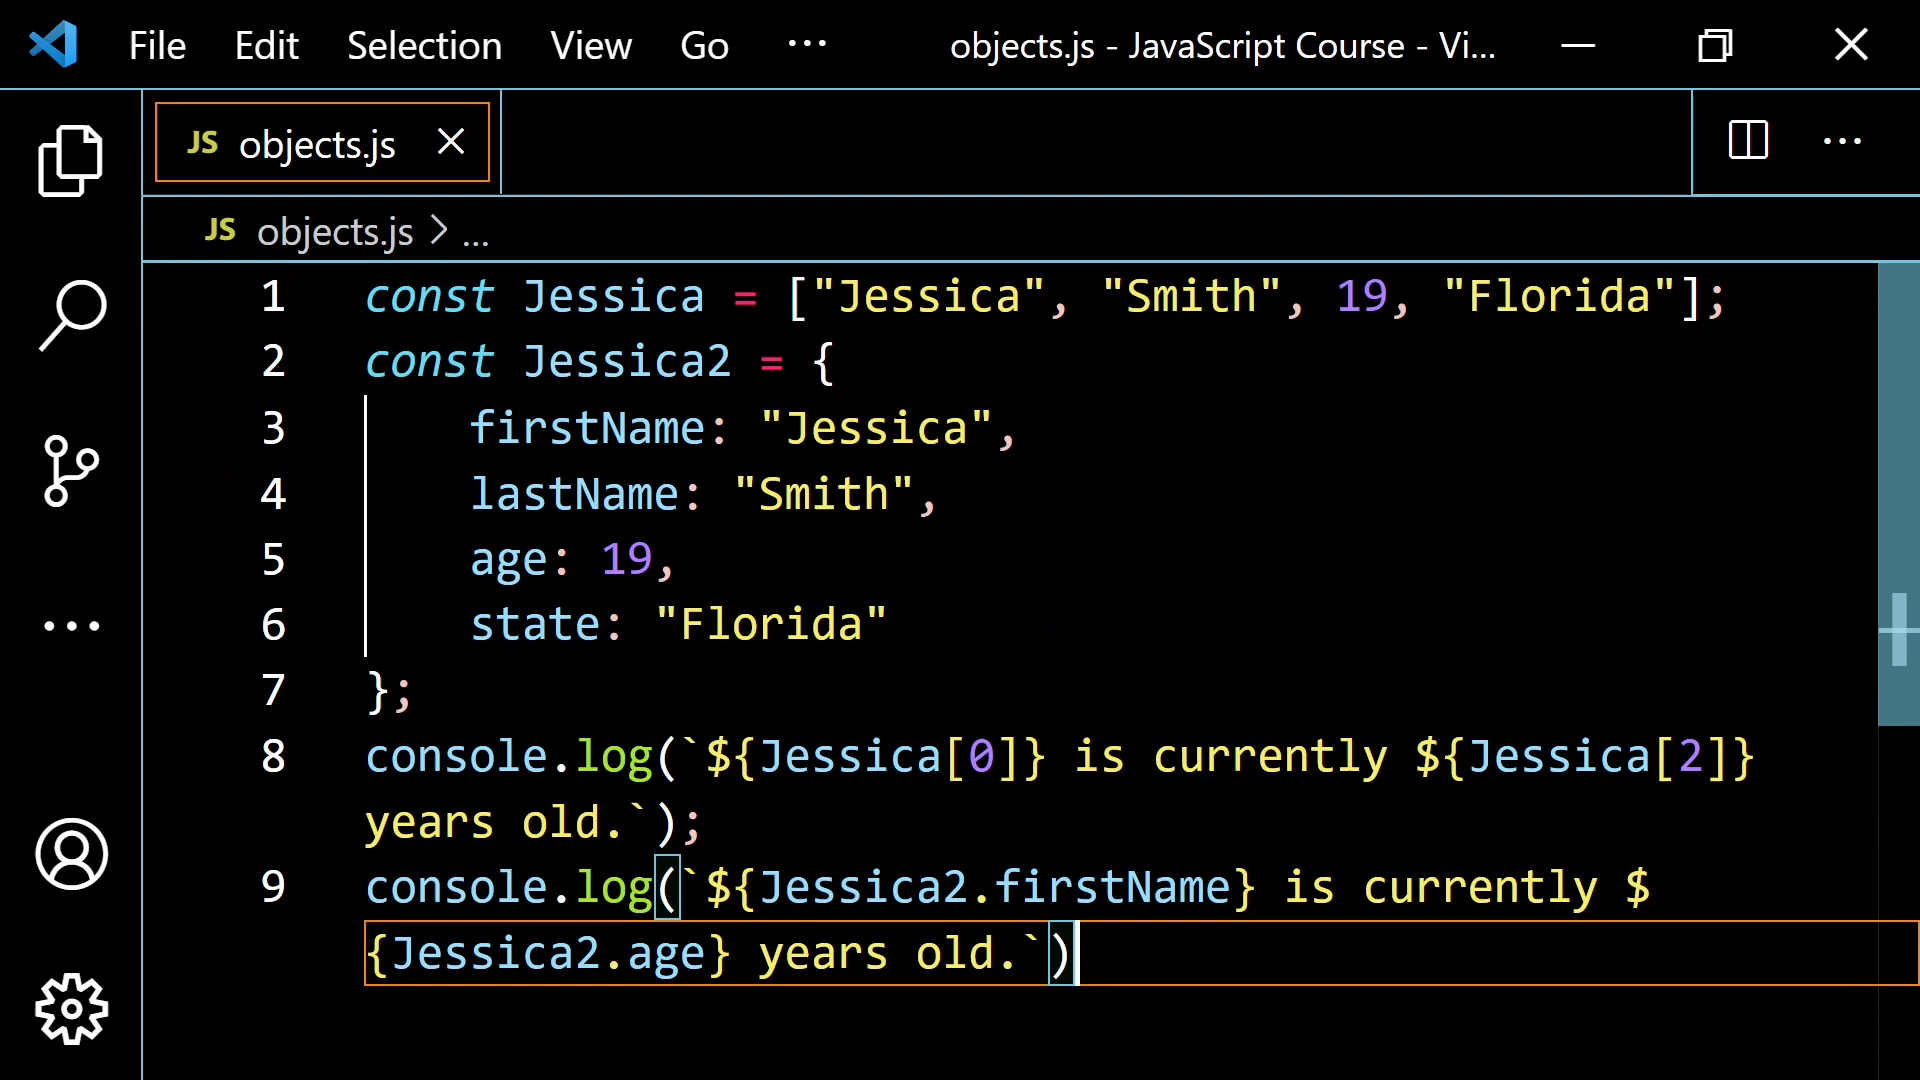 File Edit Selection View Go ... objects.js - JavaScript Course - Vi...
JS objects.js
JS objects.js > ...
1 const Jessica = ["Jessica", "Smith", 19, "Florida"];
2 const Jessica2 = {
3 firstName: "Jessica",
4 lastName: "Smith",
5 age: 19,
6 state: "Florida"
7 };
8 console.log(`${Jessica[0]} is currently ${Jessica[2]}
years old.`);
9 console.log(`${Jessica2.firstName} is currently $
{Jessica2.age} years old.`)